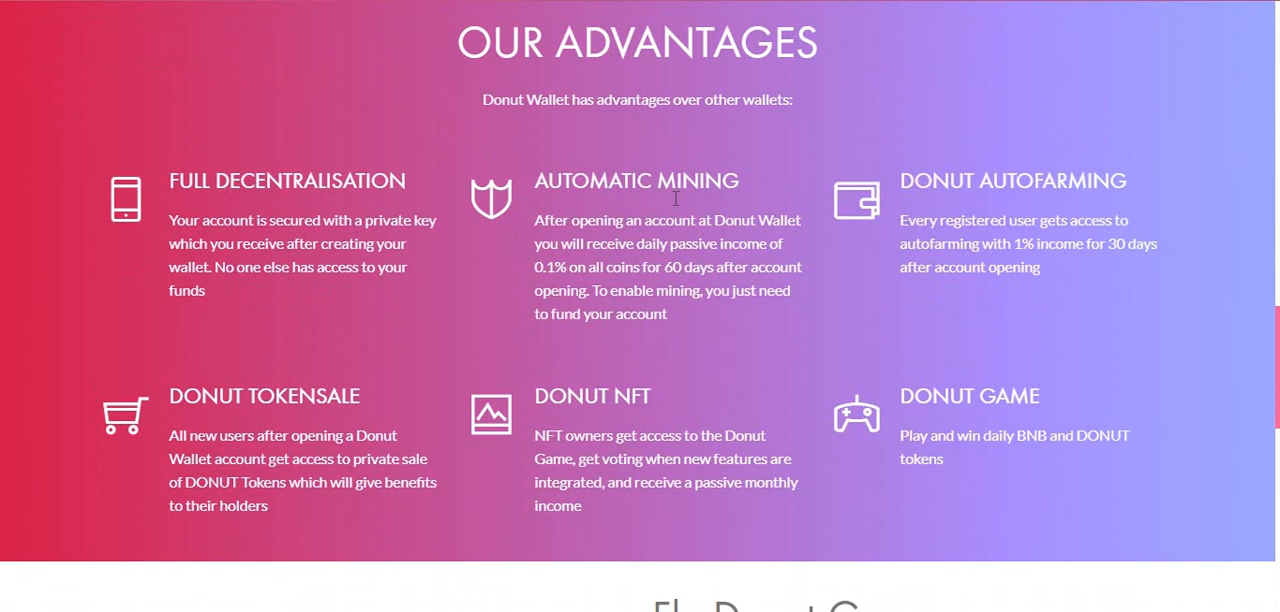 OUR ADVANTAGES
Donut Wallet has advantages over other wallets:
FULL DECENTRALISATION
Your account is secured with a private key
which you receive after creating your
wallet. No one else has access to your
funds
AUTOMATIC MINING
After opening an account at Donut Wallet
you will receive daily passive income of
0.1% on all coins for 60 days after account
opening. To enable mining, you just need
to fund your account
DONUT AUTOFARMING
Every registered user gets access to
autofarming with 1% income for 30 days
after account opening
DONUT TOKENSALE
All new users after opening a Donut
Wallet account get access to private sale
of DONUT Tokens which will give benefits
to their holders
DONUT NFT
NFT owners get access to the Donut
Game, get voting when new features are
integrated, and receive a passive monthly
income
DONUT GAME
Play and win daily BNB and DONUT
tokens